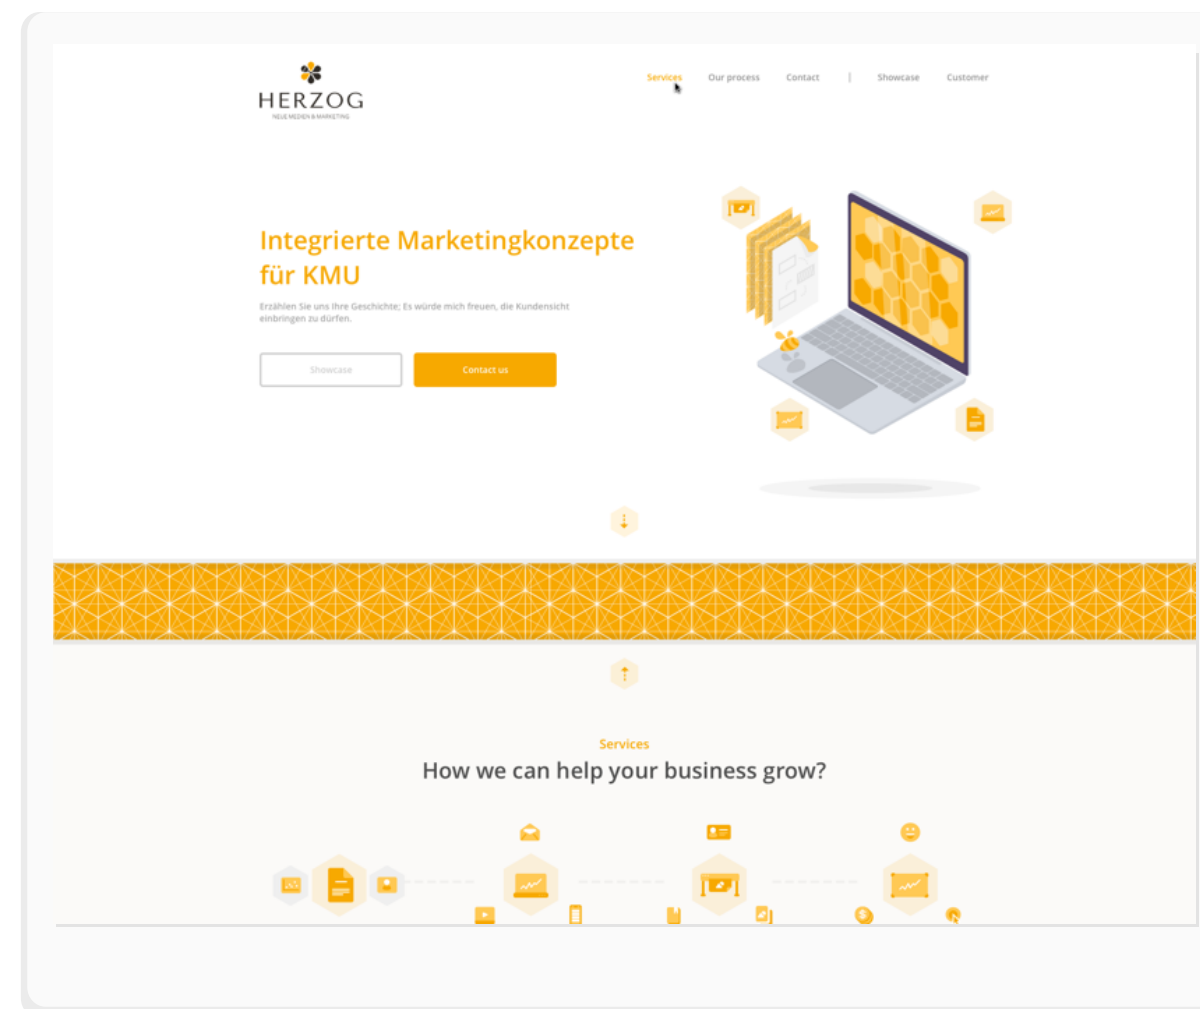 HERZOG
NEUE MEDIEN & MARKETING
Services Our process Contact | Showcase Customer
Integrierte Marketingkonzepte
für KMU
Erzählen Sie uns Ihre Geschichte; Es würde mich freuen, die Kundensicht
einbringen zu dürfen.
Showcase Contact us
Services
How we can help your business grow?